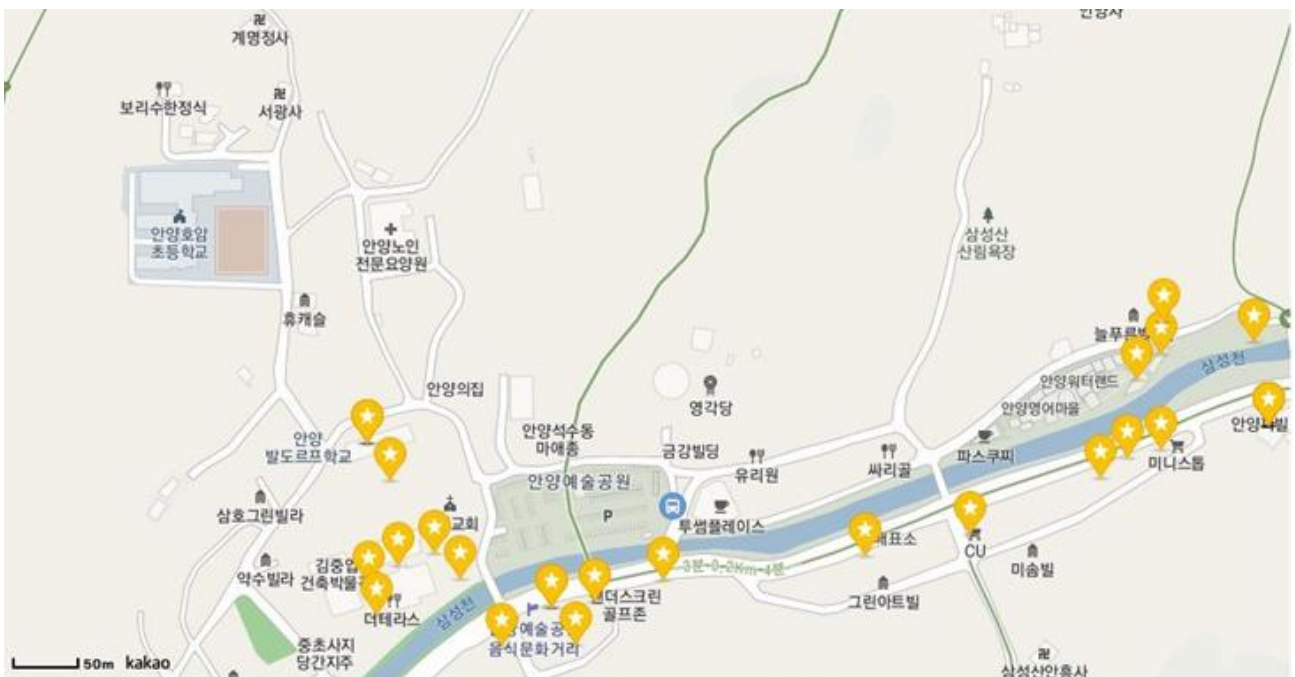 계명정사
보리수한정식
서광사
안양호암
초등학교
안양노인
전문요양원
휴캐슬
삼성산
산림욕장
안양의집
안양석수동
마애종
영각당
금강빌딩
유리원
안양예술공원
P
투썸플레이스
싸리골
파스쿠찌
안양워터랜드
안양영어마을
삼성천
미니스톱
안양
발도르프학교
삼호그린빌라
약수빌라
교회
건축박물
더테라스
중초사지
당간지주
삼성천
음식문화거리
골프존
3분-0.2Km-4분
CU
미솜빌
그린아트빌
삼성산안흥사
50m kakao